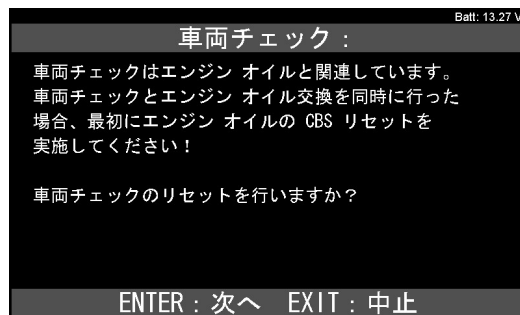 Batt: 13.27 V
車両チェック：
車両チェックはエンジン オイルと関連しています。
車両チェックとエンジン オイル交換を同時に行った
場合、最初にエンジン オイルの CBS リセットを
実施してください！
車両チェックのリセットを行いますか？
ENTER：次へ EXIT：中止